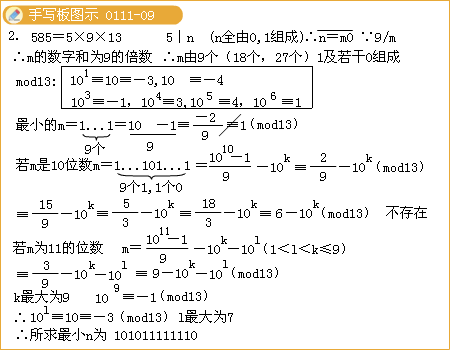 手写板图示 0111-09
2. 585=5×9×13 5|n (n全由0,1组成)∴n=m0 ∵9/m
∴m的数字和为9的倍数 ∴m由9个(18个,27个)1及若干0组成
mod13: 10¹≡10≡-3,10 ≡-4
10³≡-1, 10⁴≡3,10⁵≡4, 10⁶≡1
最小的m=1...1=(10 -1)/9≡(-2)/9≡1(mod13)
9个
若m是10位数m=1...101...1=(10¹⁰-1)/9-10ᵏ≡2/9-10ᵏ(mod13)
9个1,1个0
≡15/9-10ᵏ≡5/3-10ᵏ≡18/3-10ᵏ≡6-10ᵏ(mod13) 不存在
若m为11的位数 m=(10¹¹-1)/9-10ᵏ-10ˡ(1<l<k≤9)
≡3/9-10ᵏ-10ˡ≡9-10ᵏ-10ˡ(mod13)
k最大为9 10⁹≡-1(mod13)
∴10ˡ≡10≡-3(mod13) l最大为7
∴所求最小n为 101011111110